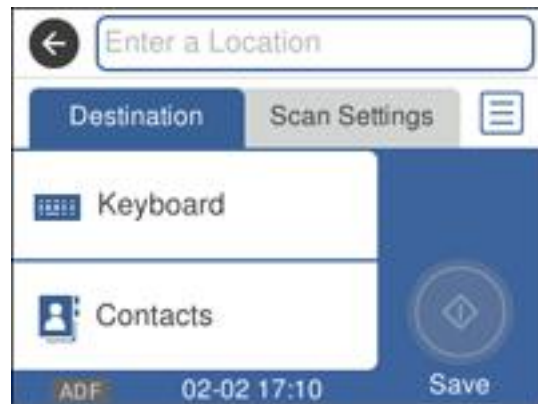 Enter a Location
Destination
Scan Settings
Keyboard
Contacts
ADF
02-02 17:10
Save